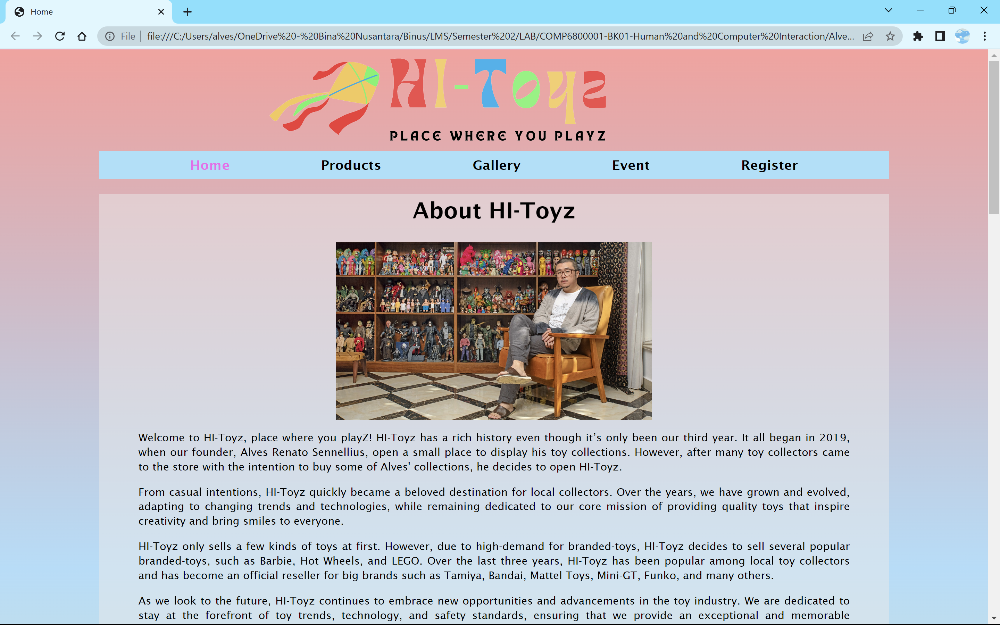 Home
File
file:///C:/Users/alves/OneDrive%20-%20Bina%20Nusantara/Binus/LMS/Semester%202/LAB/COMP6800001-BK01-Human%20and%20Computer%20Interaction/Alve...
HI-Toyz
PLACE WHERE YOU PLAYZ
Home Products Gallery Event Register
About HI-Toyz
Welcome to HI-Toyz, place where you playZ! HI-Toyz has a rich history even though it’s only been our third year. It all began in 2019,
when our founder, Alves Renato Sennellius, open a small place to display his toy collections. However, after many toy collectors came
to the store with the intention to buy some of Alves' collections, he decides to open HI-Toyz.
From casual intentions, HI-Toyz quickly became a beloved destination for local collectors. Over the years, we have grown and evolved,
adapting to changing trends and technologies, while remaining dedicated to our core mission of providing quality toys that inspire
creativity and bring smiles to everyone.
HI-Toyz only sells a few kinds of toys at first. However, due to high-demand for branded-toys, HI-Toyz decides to sell several popular
branded-toys, such as Barbie, Hot Wheels, and LEGO. Over the last three years, HI-Toyz has been popular among local toy collectors
and has become an official reseller for big brands such as Tamiya, Bandai, Mattel Toys, Mini-GT, Funko, and many others.
As we look to the future, HI-Toyz continues to embrace new opportunities and advancements in the toy industry. We are dedicated to
stay at the forefront of toy trends, technology, and safety standards, ensuring that we provide an exceptional and memorable